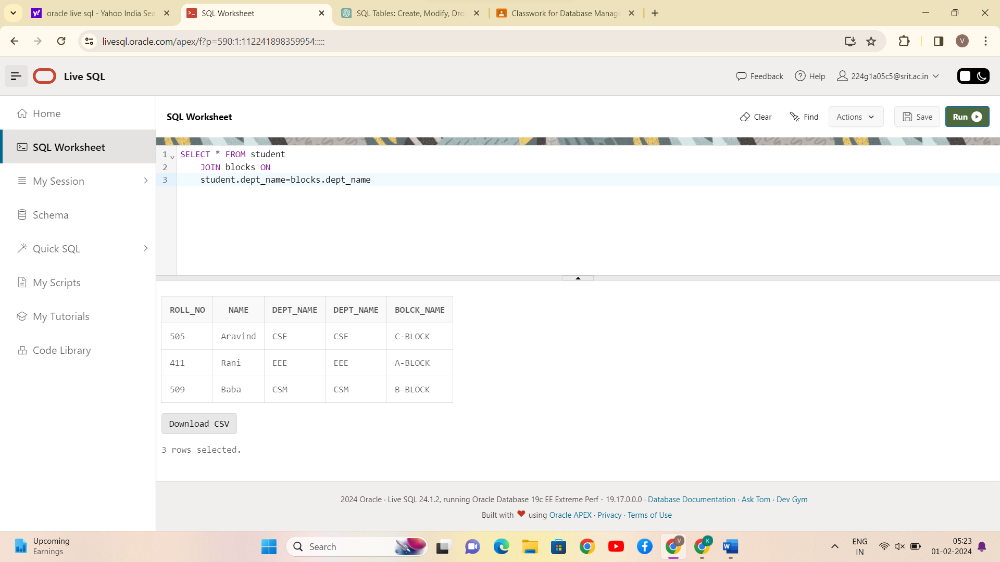 oracle live sql - Yahoo India Sea
SQL Worksheet
SQL Tables: Create, Modify, Dro
Classwork for Database Manage
livesql.oracle.com/apex/f?p=590:1:112241898359954:::::
V
Live SQL
Feedback
Help
224g1a05c5@srit.ac.in
Home
SQL Worksheet
My Session
Schema
Quick SQL
My Scripts
My Tutorials
Code Library
SQL Worksheet
Clear
Find
Actions
Save
Run
1 SELECT * FROM student
2 JOIN blocks ON
3 student.dept_name=blocks.dept_name
ROLL_NO NAME DEPT_NAME DEPT_NAME BOLCK_NAME
505 Aravind CSE CSE C-BLOCK
411 Rani EEE EEE A-BLOCK
509 Baba CSM CSM B-BLOCK
Download CSV
3 rows selected.
2024 Oracle · Live SQL 24.1.2, running Oracle Database 19c EE Extreme Perf - 19.17.0.0.0 · Database Documentation · Ask Tom · Dev Gym
Built with ❤ using Oracle APEX · Privacy · Terms of Use
Upcoming
Earnings
Search
V
K
W
ENG
IN
05:23
01-02-2024